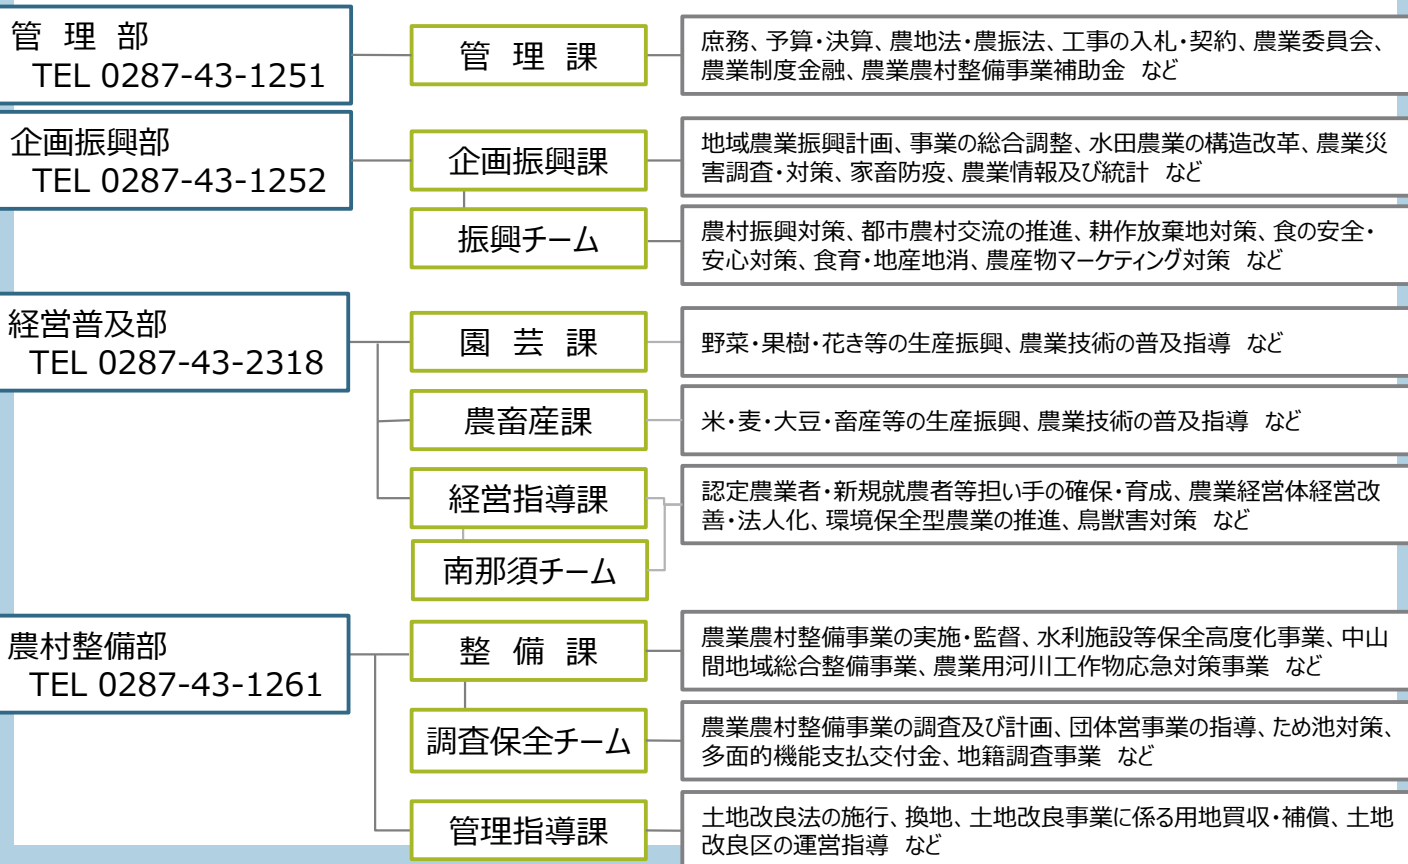 管 理 部
TEL 0287-43-1251
管 理 課
庶務、予算・決算、農地法・農振法、工事の入札・契約、農業委員会、
農業制度金融、農業農村整備事業補助金 など
企画振興部
TEL 0287-43-1252
企画振興課
地域農業振興計画、事業の総合調整、水田農業の構造改革、農業災
害調査・対策、家畜防疫、農業情報及び統計 など
振興チーム
農村振興対策、都市農村交流の推進、耕作放棄地対策、食の安全・
安心対策、食育・地産地消、農産物マーケティング対策 など
経営普及部
TEL 0287-43-2318
園 芸 課
野菜・果樹・花き等の生産振興、農業技術の普及指導 など
農畜産課
米・麦・大豆・畜産等の生産振興、農業技術の普及指導 など
経営指導課
認定農業者・新規就農者等担い手の確保・育成、農業経営体経営改
善・法人化、環境保全型農業の推進、鳥獣害対策 など
南那須チーム
農村整備部
TEL 0287-43-1261
整 備 課
農業農村整備事業の実施・監督、水利施設等保全高度化事業、中山
間地域総合整備事業、農業用河川工作物応急対策事業 など
調査保全チーム
農業農村整備事業の調査及び計画、団体営事業の指導、ため池対策、
多面的機能支払交付金、地籍調査事業 など
管理指導課
土地改良法の施行、換地、土地改良事業に係る用地買収・補償、土地
改良区の運営指導 など